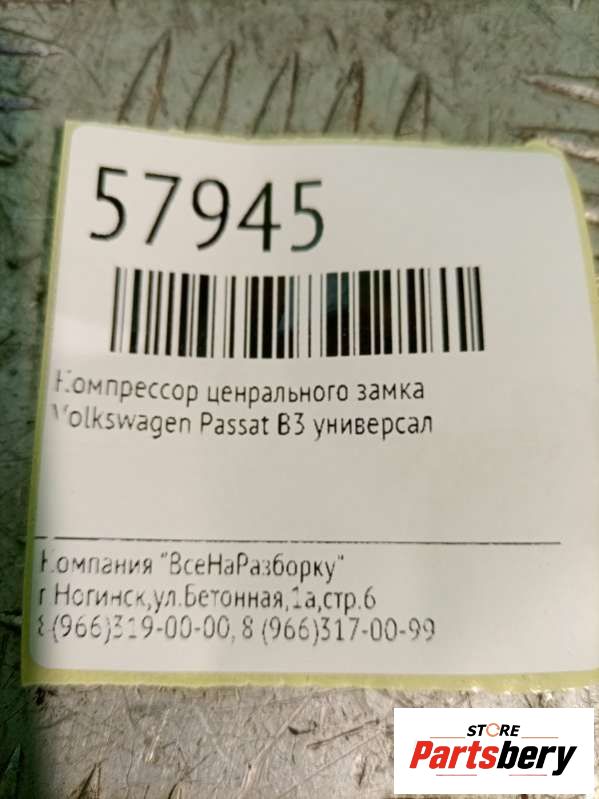 57945
Компрессор ценрального замка
Volkswagen Passat B3 универсал
Компания "ВсеНаРазборку"
г Ногинск,ул.Бетонная,1а,стр.6
8 (966)319-00-00, 8 (966)317-00-99
STORE
Partsbery